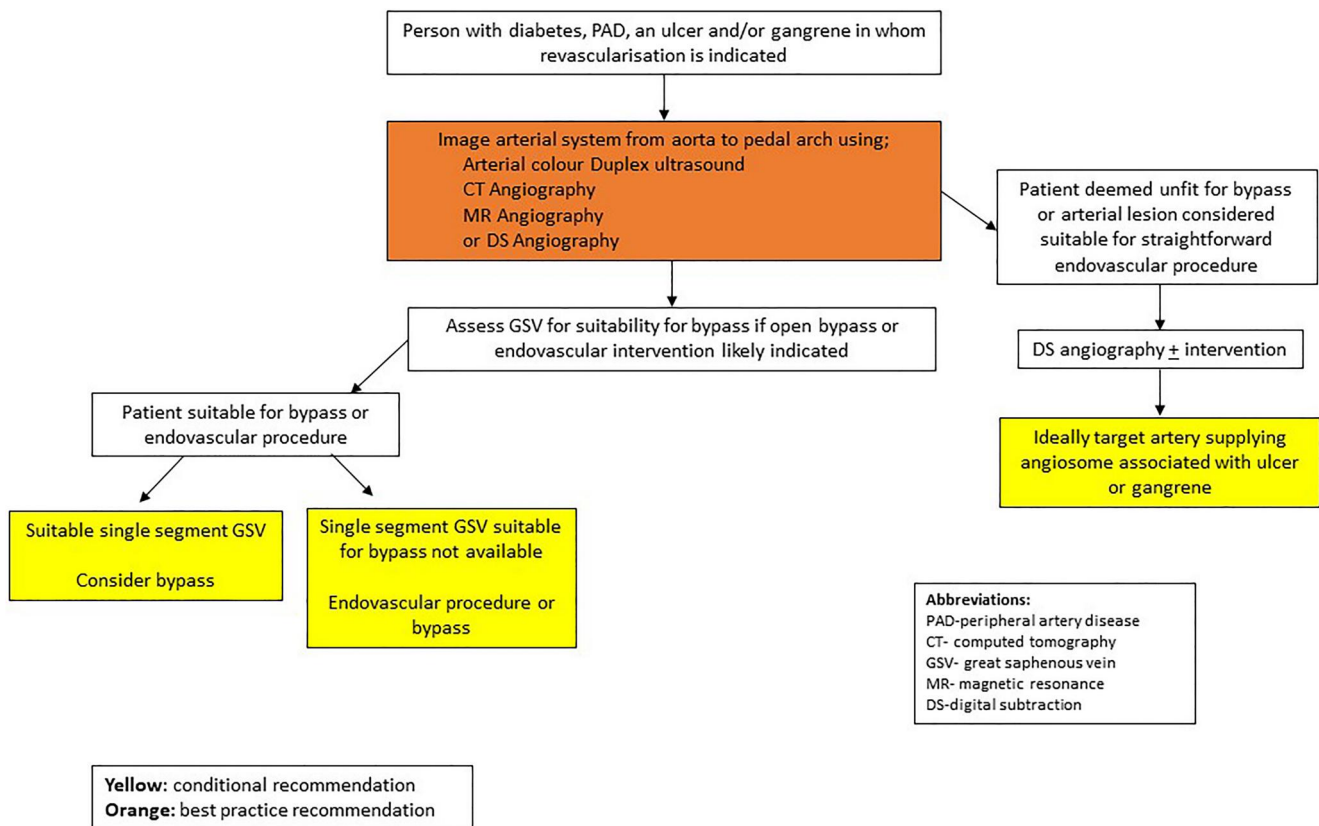 Person with diabetes, PAD, an ulcer and/or gangrene in whom
revascularisation is indicated
Image arterial system from aorta to pedal arch using;
Arterial colour Duplex ultrasound
CT Angiography
MR Angiography
or DS Angiography
Patient deemed unfit for bypass
or arterial lesion considered
suitable for straightforward
endovascular procedure
Assess GSV for suitability for bypass if open bypass or
endovascular intervention likely indicated
DS angiography ± intervention
Patient suitable for bypass or
endovascular procedure
Ideally target artery supplying
angiosome associated with ulcer
or gangrene
Suitable single segment GSV
Consider bypass
Single segment GSV suitable
for bypass not available
Endovascular procedure or
bypass
Abbreviations:
PAD-peripheral artery disease
CT- computed tomography
GSV- great saphenous vein
MR- magnetic resonance
DS-digital subtraction
Yellow: conditional recommendation
Orange: best practice recommendation